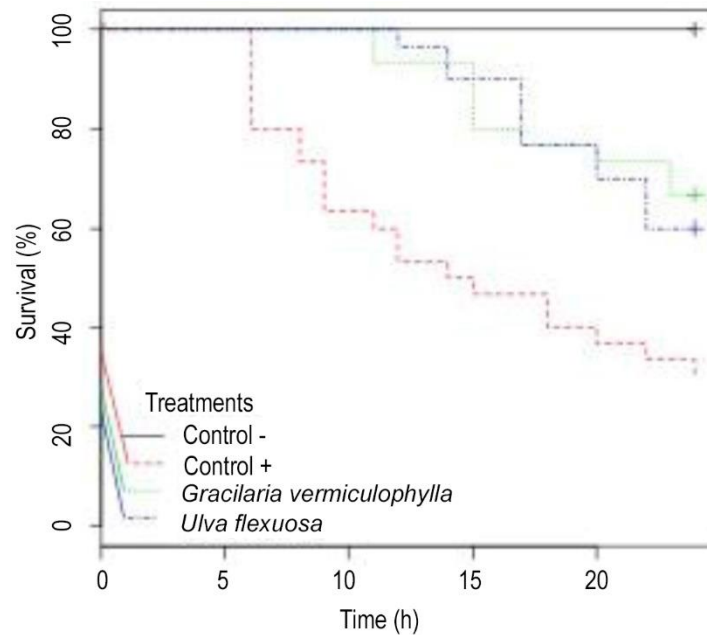 100
80
60
40
20
0
Survival (%)
Treatments
Control -
Control +
Gracilaria vermiculophylla
Ulva flexuosa
0 5 10 15 20
Time (h)